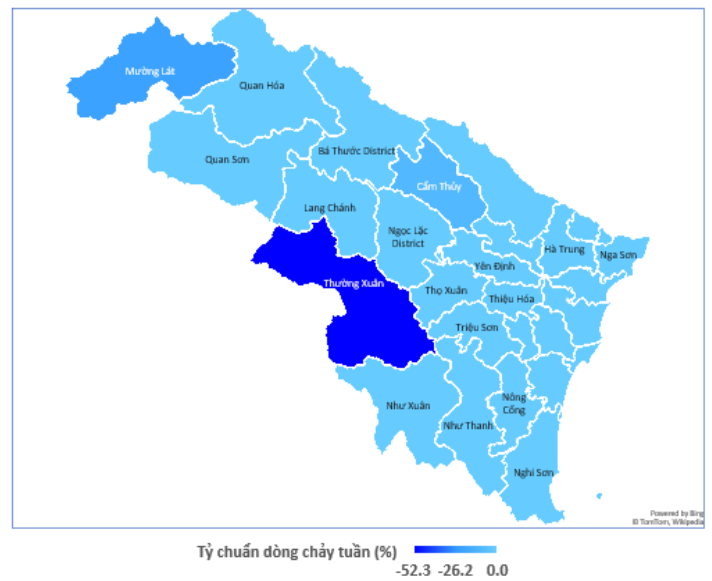 Mường Lát
Quan Hóa
Bá Thước District
Quan Sơn
Cẩm Thủy
Lang Chánh
Ngọc Lặc
District
Hà Trung
Nga Sơn
Yên Định
Thường Xuân
Thọ Xuân
Thiệu Hóa
Triệu Sơn
Như Xuân
Nông
Cống
Như Thanh
Nghi Sơn
Powered by Bing
© TomTom, Wikipedia
Tỷ chuẩn dòng chảy tuần (%)
-52.3 -26.2 0.0